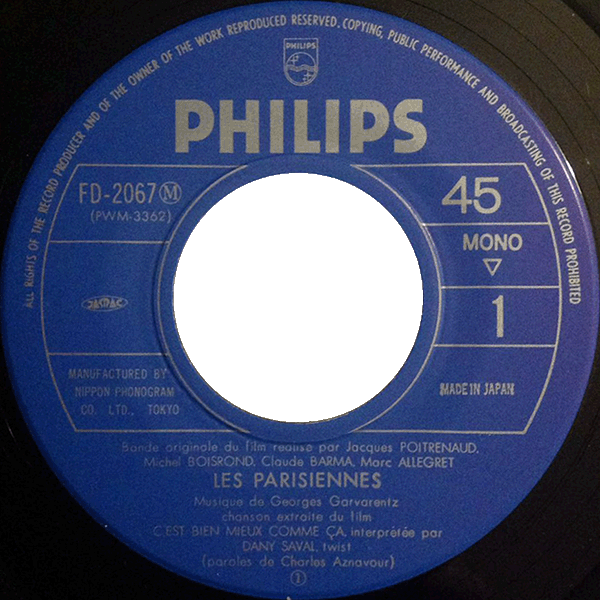 ALL RIGHTS OF THE RECORD PRODUCER AND OF THE OWNER OF THE WORK REPRODUCED RESERVED. COPYING, PUBLIC PERFORMANCE AND BROADCASTING OF THIS RECORD PROHIBITED
PHILIPS
PHILIPS
FD-2067 Ⓜ
(PWM-3362)
45
MONO
▽
1
JASRAC
MANUFACTURED BY
NIPPON PHONOGRAM
CO. LTD., TOKYO
MADE IN JAPAN
Bande originale du film réalisé par Jacques POITRENAUD,
Michel BOISROND, Claude BARMA, Marc ALLEGRET
LES PARISIENNES
Musique de Georges Garvarentz
chanson extraite du film
C'EST BIEN MIEUX COMME ÇA, interprétée par
DANY SAVAL, twist
(paroles de Charles Aznavour)
①